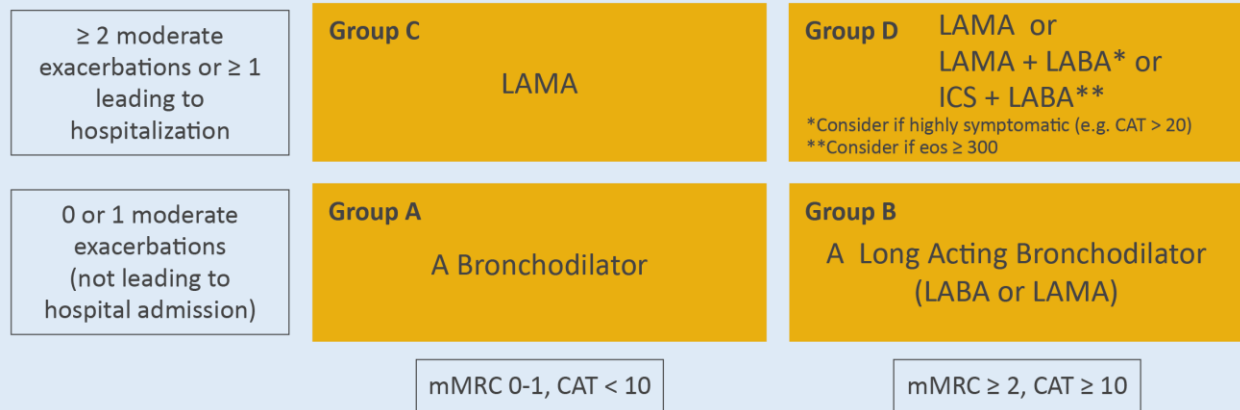 ≥ 2 moderate
exacerbations or ≥ 1
leading to
hospitalization
Group C
LAMA
Group D
LAMA or
LAMA + LABA* or
ICS + LABA**
*Consider if highly symptomatic (e.g. CAT > 20)
**Consider if eos ≥ 300
0 or 1 moderate
exacerbations
(not leading to
hospital admission)
Group A
A Bronchodilator
Group B
A Long Acting Bronchodilator
(LABA or LAMA)
mMRC 0-1, CAT < 10
mMRC ≥ 2, CAT ≥ 10